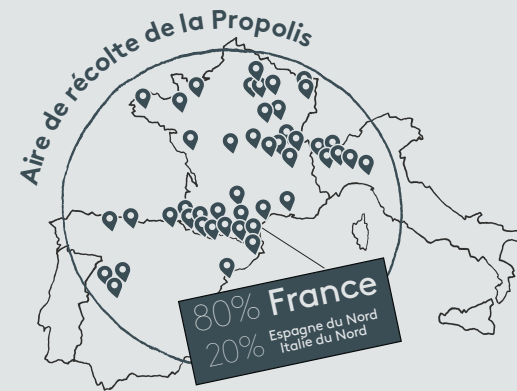 Aire de récolte de la Propolis
80% France
20% Espagne du Nord
Italie du Nord